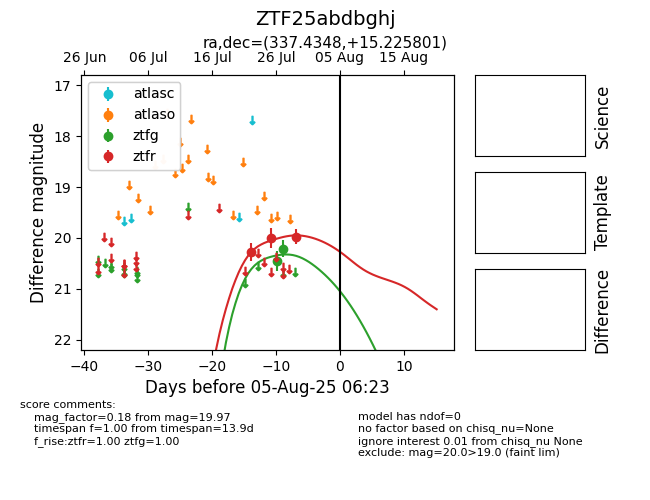 ZTF25abdbghj
ra,dec=(337.4348,+15.225801)
26 Jun 06 Jul 16 Jul 26 Jul 05 Aug 15 Aug
17
18
19
20
21
22
Difference magnitude
atlasc
atlaso
ztfg
ztfr
−40 −30 −20 −10 0 10
Days before 05-Aug-25 06:23
Science
Template
Difference
score comments:
mag_factor=0.18 from mag=19.97
timespan f=1.00 from timespan=13.9d
f_rise:ztfr=1.00 ztfg=1.00
model has ndof=0
no factor based on chisq_nu=None
ignore interest 0.01 from chisq_nu None
exclude: mag=20.0>19.0 (faint lim)